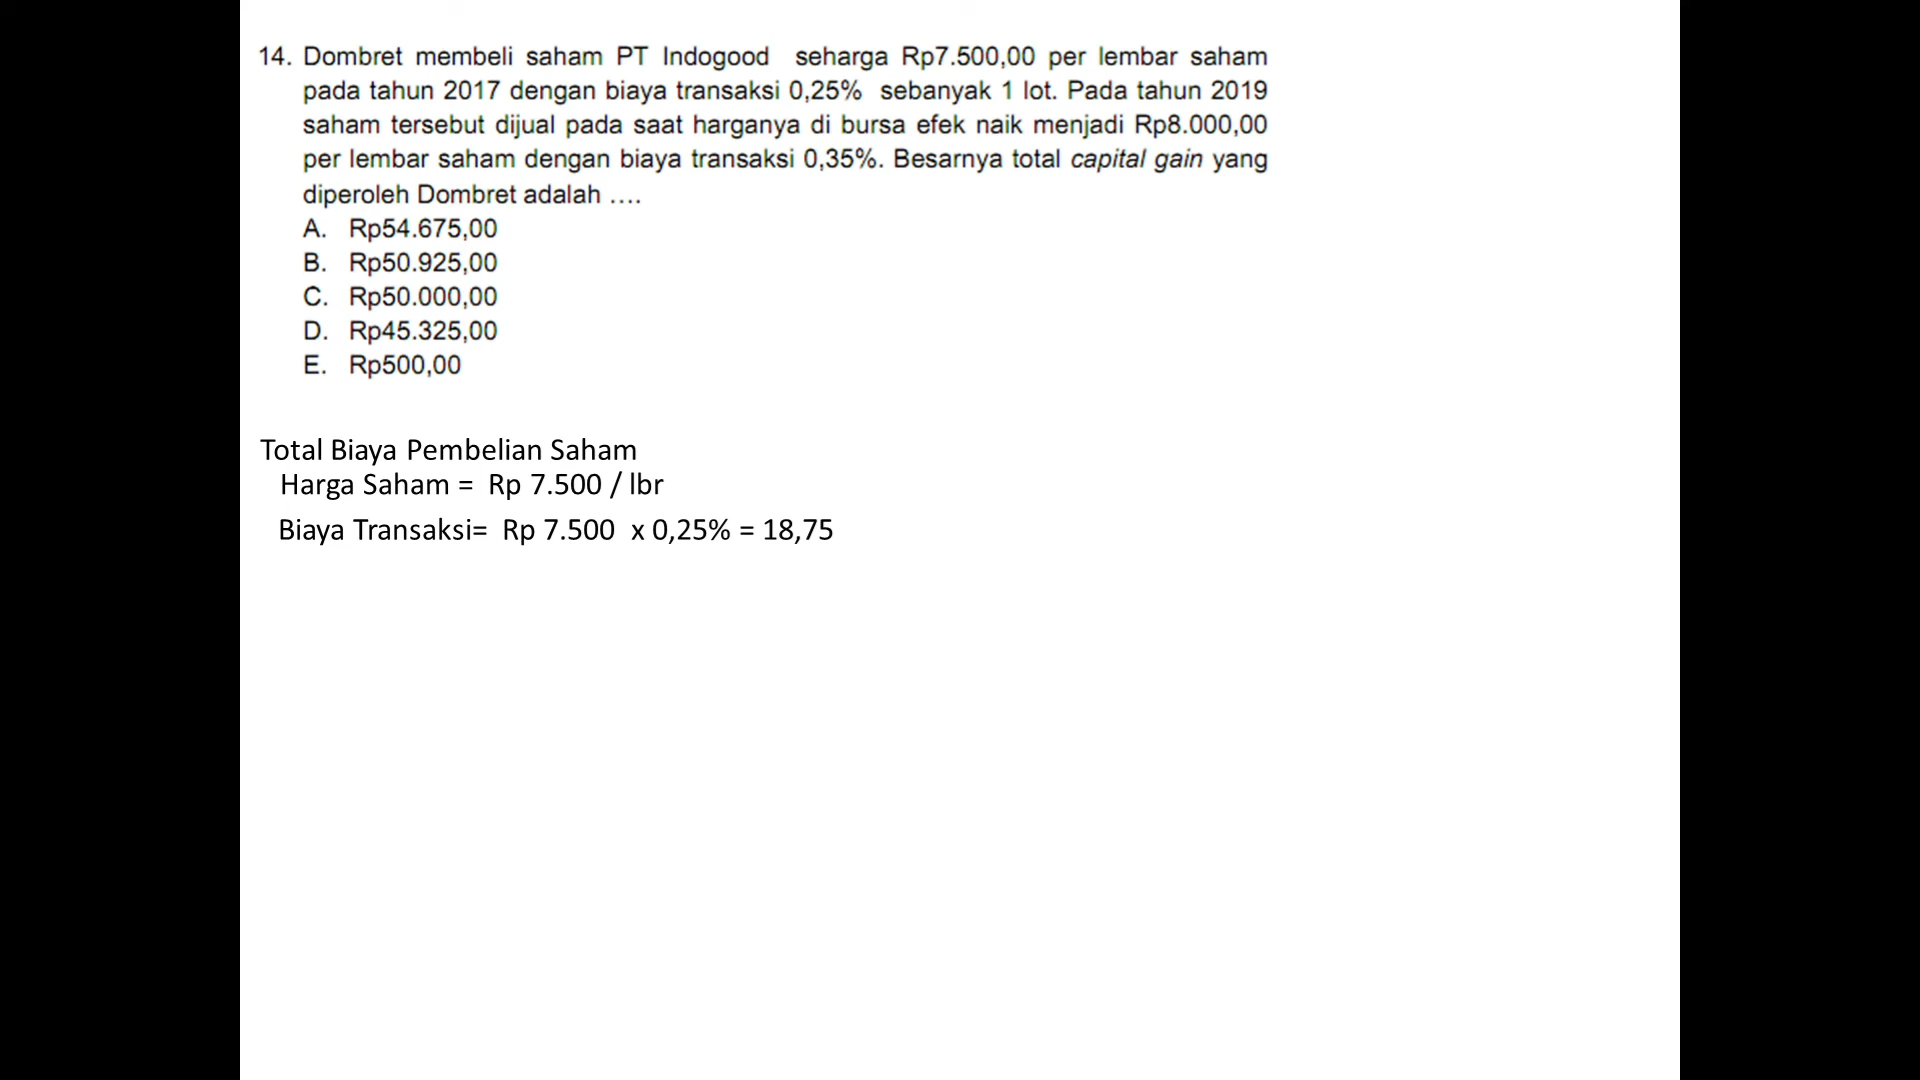 14. Dombret membeli saham PT Indogood seharga Rp7.500,00 per lembar saham
pada tahun 2017 dengan biaya transaksi 0,25% sebanyak 1 lot. Pada tahun 2019
saham tersebut dijual pada saat harganya di bursa efek naik menjadi Rp8.000,00
per lembar saham dengan biaya transaksi 0,35%. Besarnya total capital gain yang
diperoleh Dombret adalah ....
A. Rp54.675,00
B. Rp50.925,00
C. Rp50.000,00
D. Rp45.325,00
E. Rp500,00
Total Biaya Pembelian Saham
Harga Saham = Rp 7.500 / lbr
Biaya Transaksi= Rp 7.500 x 0,25% = 18,75